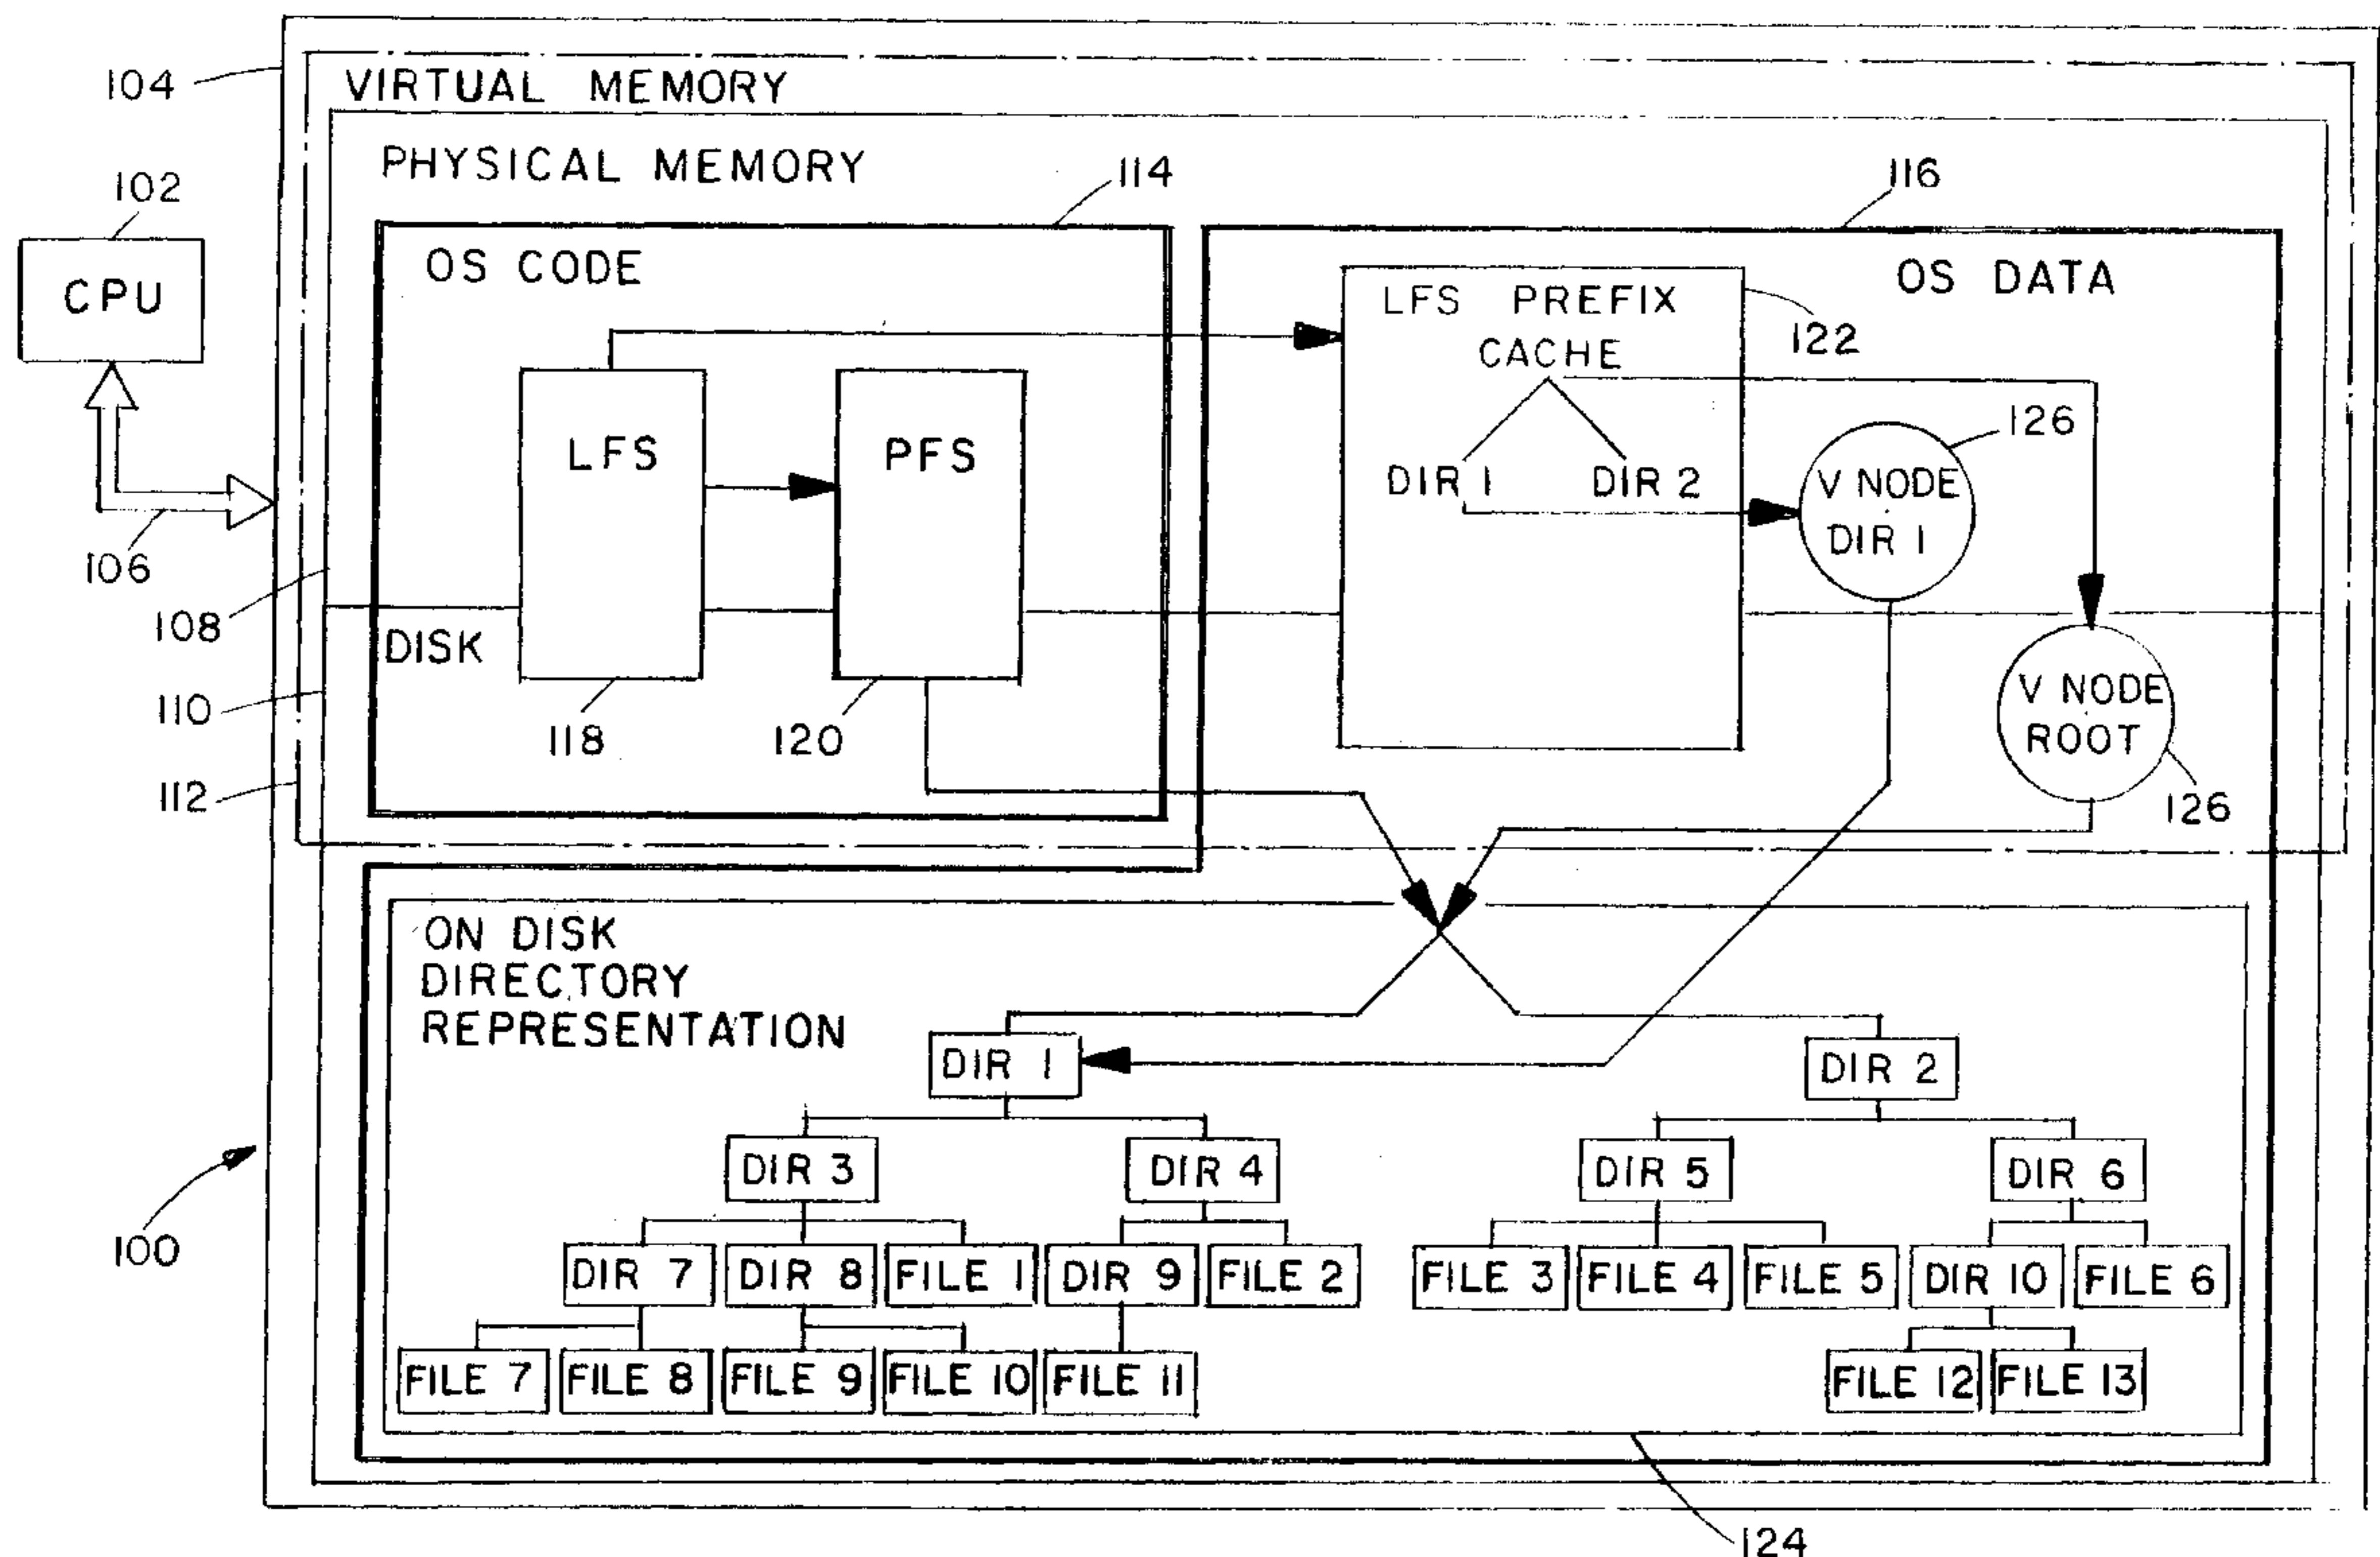 104
VIRTUAL MEMORY
PHYSICAL MEMORY
114
116
102
CPU
OS CODE
OS DATA
LFS PREFIX
CACHE
122
LFS
PFS
DIR 1
DIR 2
126
V NODE
DIR 1
106
108
DISK
110
118
120
V NODE
ROOT
112
126
ON DISK
DIRECTORY
REPRESENTATION
DIR 1
DIR 2
DIR 3
DIR 4
DIR 5
DIR 6
100
DIR 7
DIR 8
FILE 1
DIR 9
FILE 2
FILE 3
FILE 4
FILE 5
DIR 10
FILE 6
FILE 7
FILE 8
FILE 9
FILE 10
FILE 11
FILE 12
FILE 13
124